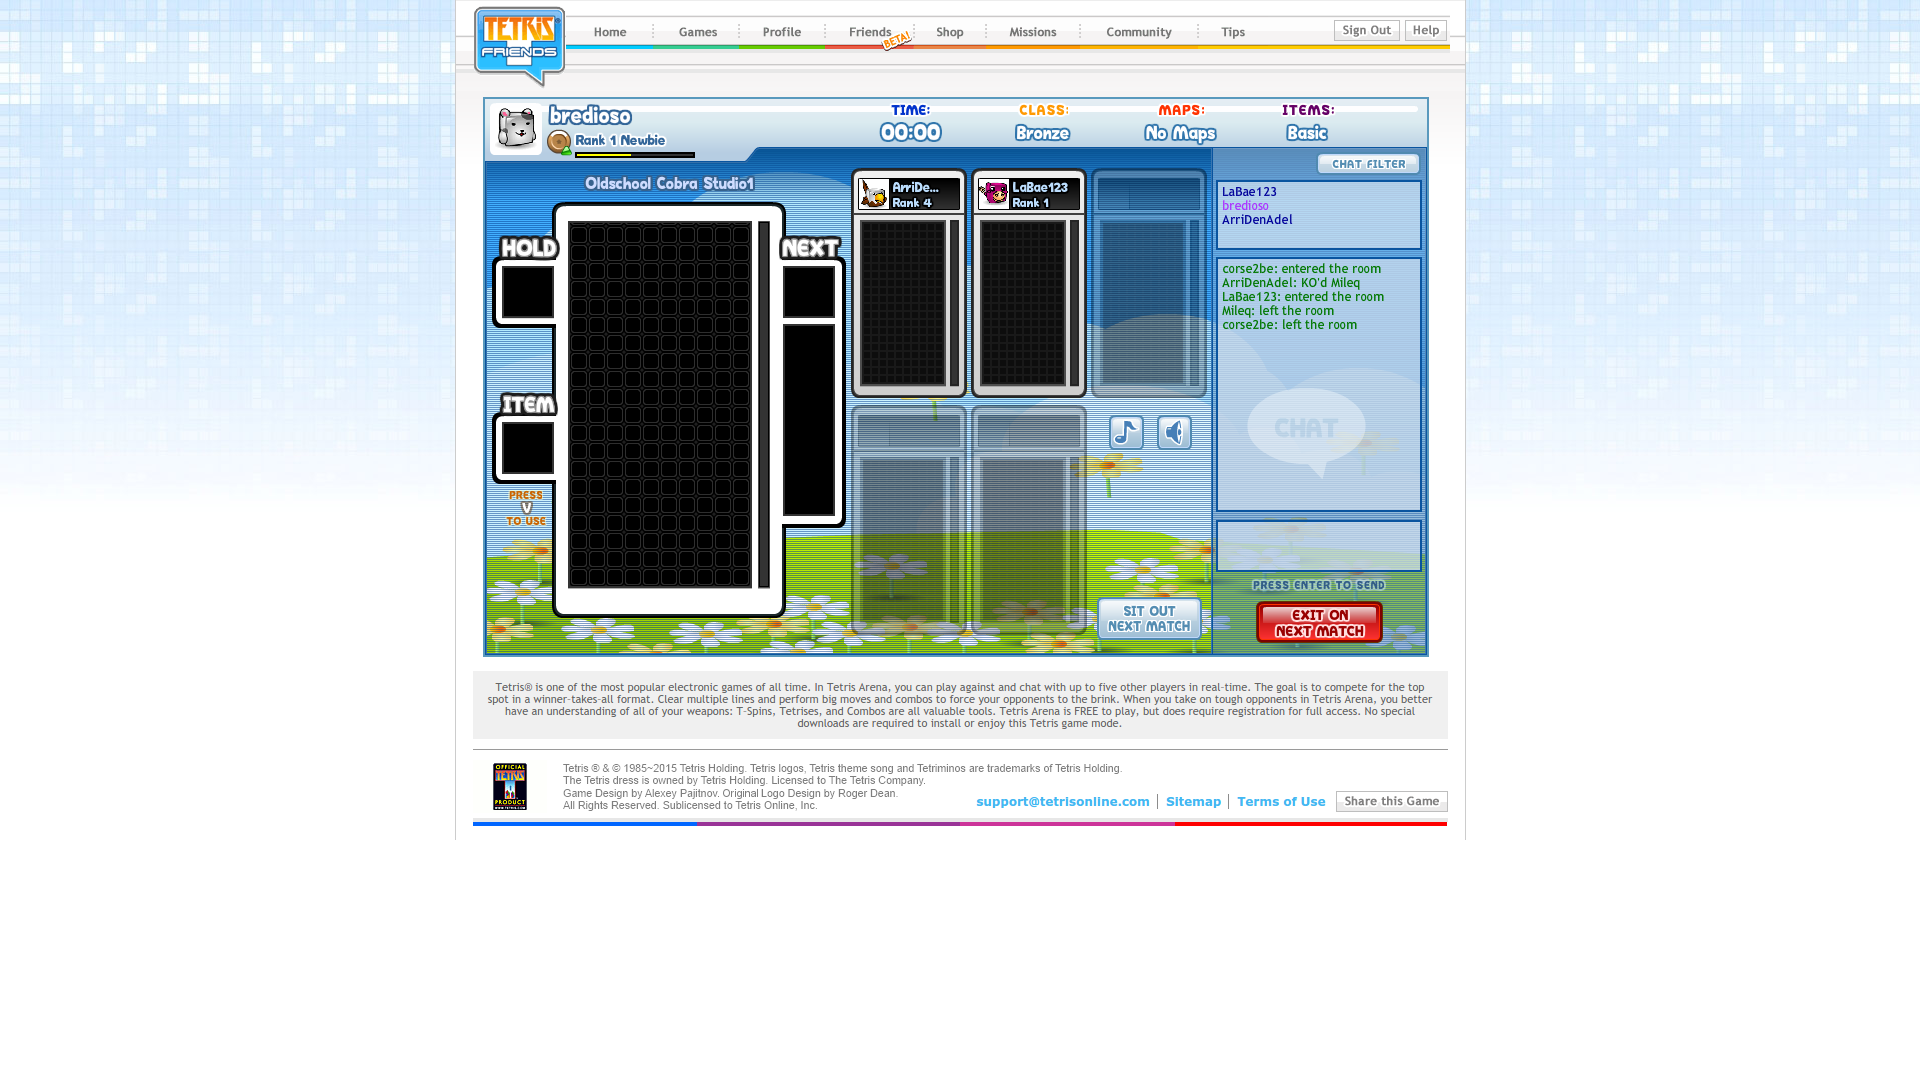 TETRIS
FRIENDS
Home
Games
Profile
Friends
BETA!
Shop
Missions
Community
Tips
Sign Out
Help
bredioso
Rank 1 Newbie
TIME:
00:00
CLASS:
Bronze
MAPS:
No Maps
ITEMS:
Basic
Oldschool Cobra Studio1
HOLD
NEXT
ITEM
PRESS
V
TO USE
ArriDe...
Rank 4
LaBae123
Rank 1
SIT OUT
NEXT MATCH
CHAT FILTER
LaBae123
bredioso
ArriDenAdel
corse2be: entered the room
ArriDenAdel: KO'd Mileq
LaBae123: entered the room
Mileq: left the room
corse2be: left the room
CHAT
PRESS ENTER TO SEND
EXIT ON
NEXT MATCH
Tetris® is one of the most popular electronic games of all time. In Tetris Arena, you can play against and chat with up to five other players in real-time. The goal is to compete for the top
spot in a winner-takes-all format. Clear multiple lines and perform big moves and combos to force your opponents to the brink. When you take on tough opponents in Tetris Arena, you better
have an understanding of all of your weapons: T-Spins, Tetrises, and Combos are all valuable tools. Tetris Arena is FREE to play, but does require registration for full access. No special
downloads are required to install or enjoy this Tetris game mode.
OFFICIAL
TETRIS
PRODUCT
Tetris ® & © 1985~2015 Tetris Holding. Tetris logos, Tetris theme song and Tetriminos are trademarks of Tetris Holding.
The Tetris dress is owned by Tetris Holding. Licensed to The Tetris Company.
Game Design by Alexey Pajitnov. Original Logo Design by Roger Dean.
All Rights Reserved. Sublicensed to Tetris Online, Inc.
support@tetrisonline.com
Sitemap
Terms of Use
Share this Game